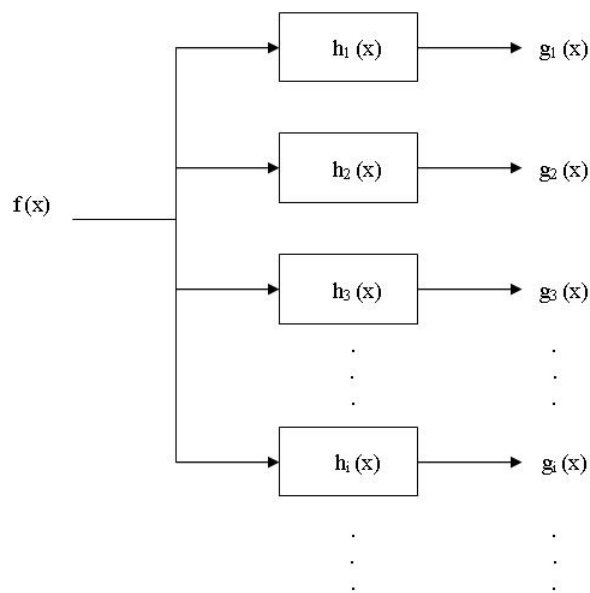 h₁ (x) g₁ (x)
h₂ (x) g₂ (x)
f (x)
h₃ (x) g₃ (x)
hᵢ (x) gᵢ (x)